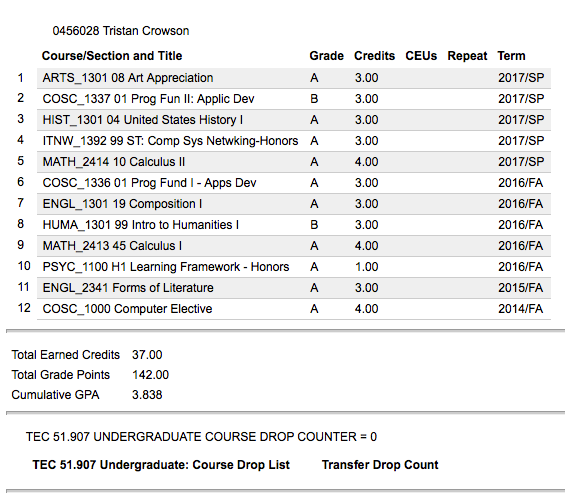 0456028 Tristan Crowson
Course/Section and Title Grade Credits CEUs Repeat Term
1 ARTS_1301 08 Art Appreciation A 3.00 2017/SP
2 COSC_1337 01 Prog Fun II: Applic Dev B 3.00 2017/SP
3 HIST_1301 04 United States History I A 3.00 2017/SP
4 ITNW_1392 99 ST: Comp Sys Netwking-Honors A 3.00 2017/SP
5 MATH_2414 10 Calculus II A 4.00 2017/SP
6 COSC_1336 01 Prog Fund I - Apps Dev A 3.00 2016/FA
7 ENGL_1301 19 Composition I A 3.00 2016/FA
8 HUMA_1301 99 Intro to Humanities I B 3.00 2016/FA
9 MATH_2413 45 Calculus I A 4.00 2016/FA
10 PSYC_1100 H1 Learning Framework - Honors A 1.00 2016/FA
11 ENGL_2341 Forms of Literature A 3.00 2015/FA
12 COSC_1000 Computer Elective A 4.00 2014/FA
Total Earned Credits 37.00
Total Grade Points 142.00
Cumulative GPA 3.838
TEC 51.907 UNDERGRADUATE COURSE DROP COUNTER = 0
TEC 51.907 Undergraduate: Course Drop List Transfer Drop Count